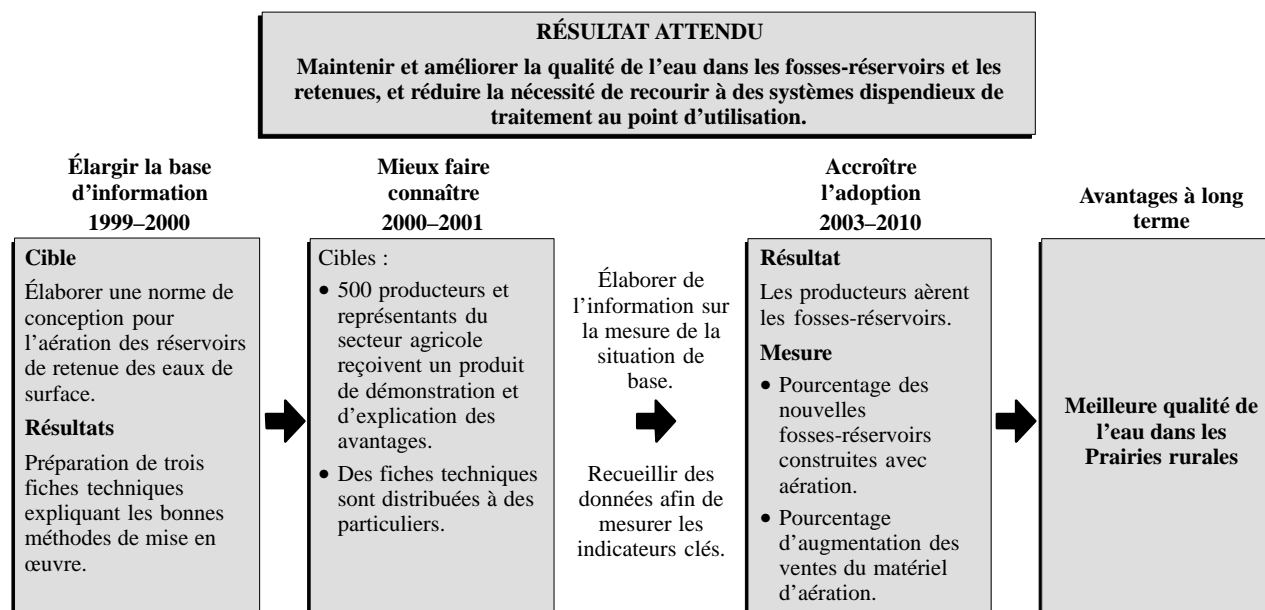 RÉSULTAT ATTENDU
Maintenir et améliorer la qualité de l’eau dans les fosses-réservoirs et les
retenues, et réduire la nécessité de recourir à des systèmes dispendieux de
traitement au point d’utilisation.
Élargir la base
d’information
1999–2000
Cible
Élaborer une norme de
conception pour
l’aération des réservoirs
de retenue des eaux de
surface.
Résultats
Préparation de trois
fiches techniques
expliquant les bonnes
méthodes de mise en
œuvre.
Mieux faire
connaître
2000–2001
Cibles :
• 500 producteurs et
représentants du
secteur agricole
reçoivent un produit
de démonstration et
d’explication des
avantages.
• Des fiches techniques
sont distribuées à des
particuliers.
Élaborer de
l’information sur
la mesure de la
situation de
base.
Recueillir des
données afin de
mesurer les
indicateurs clés.
Accroître
l’adoption
2003–2010
Résultat
Les producteurs aèrent
les fosses-réservoirs.
Mesure
• Pourcentage des
nouvelles
fosses-réservoirs
construites avec
aération.
• Pourcentage
d’augmentation des
ventes du matériel
d’aération.
Avantages à long
terme
Meilleure qualité de
l’eau dans les
Prairies rurales